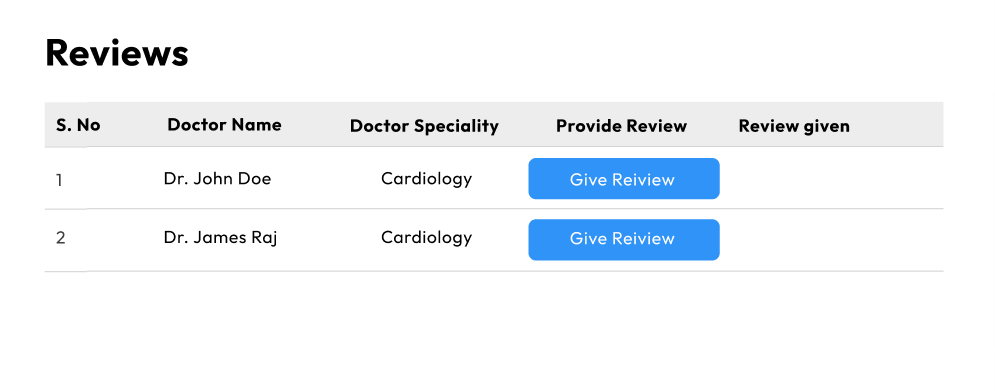 Reviews
S. No Doctor Name Doctor Speciality Provide Review Review given
1 Dr. John Doe Cardiology Give Reiview
2 Dr. James Raj Cardiology Give Reiview